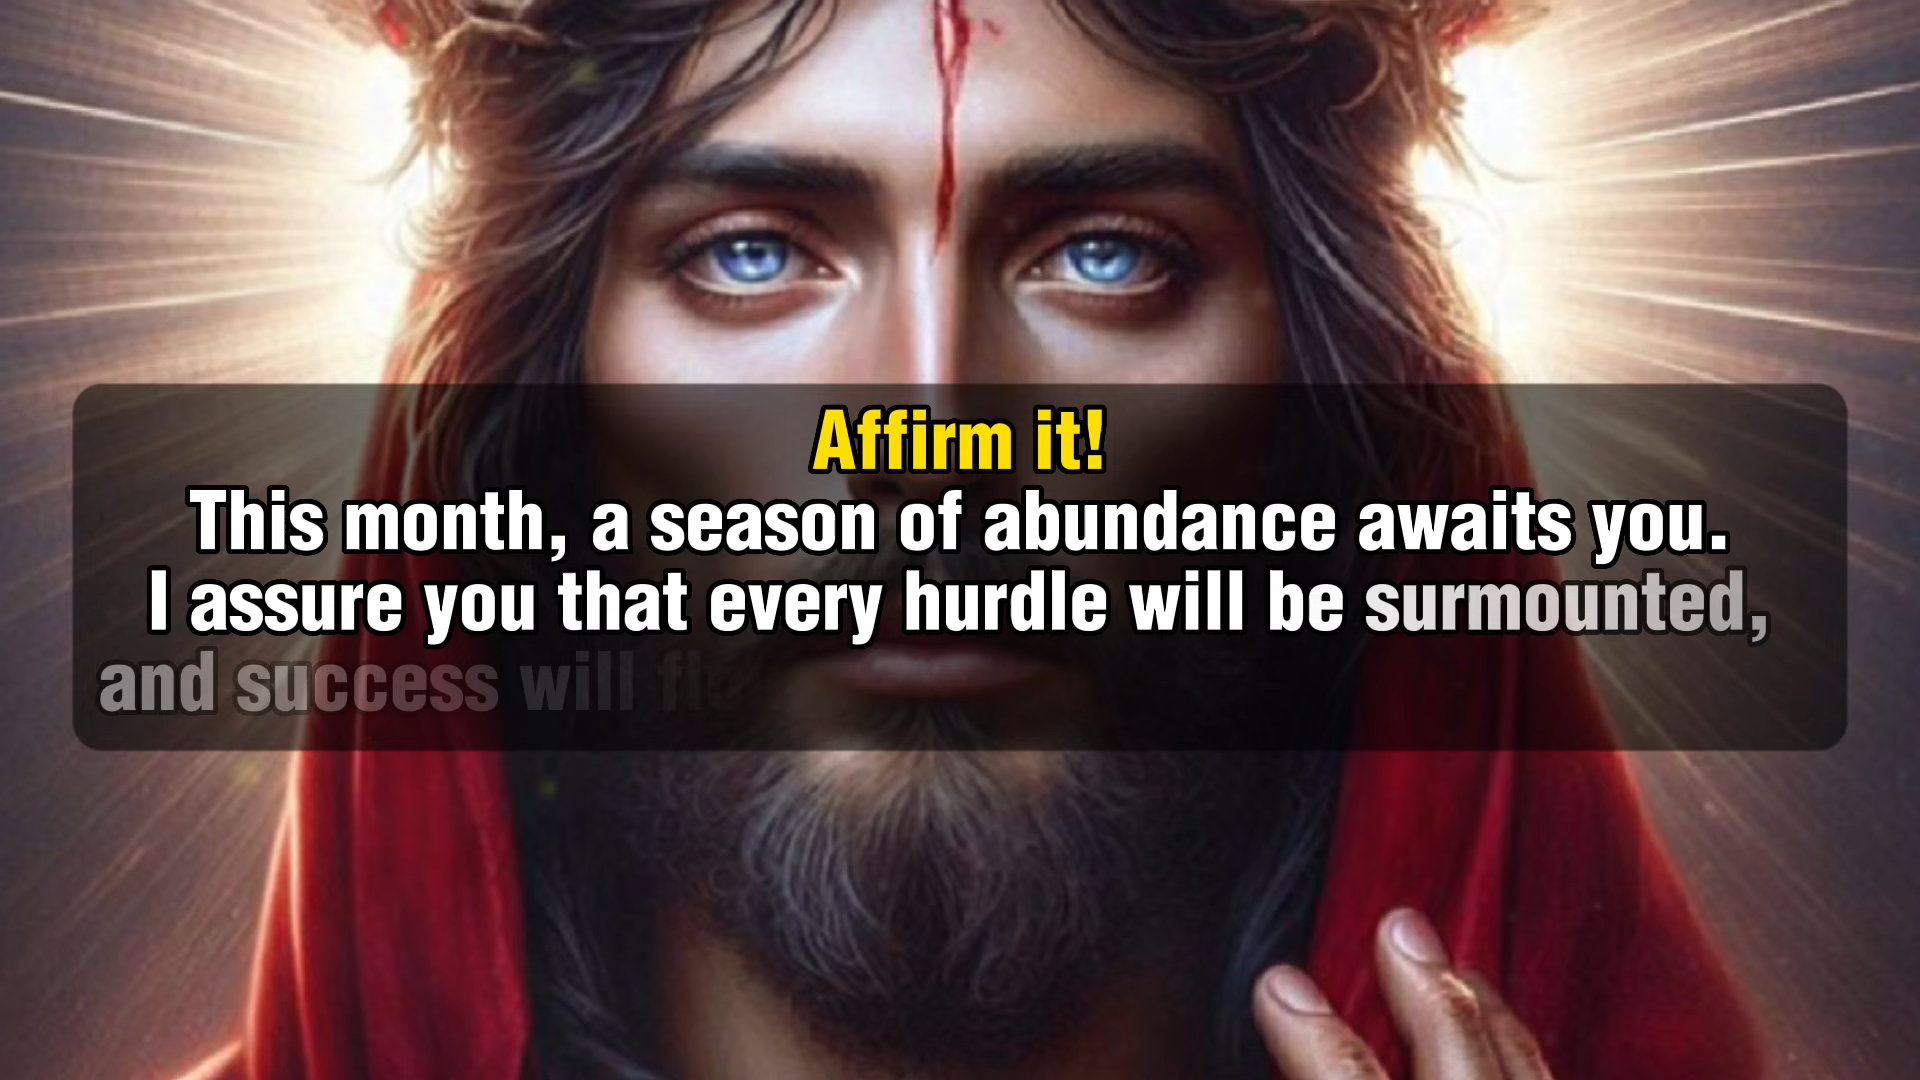 Affirm it!
This month, a season of abundance awaits you.
I assure you that every hurdle will be surmounted,
and success will